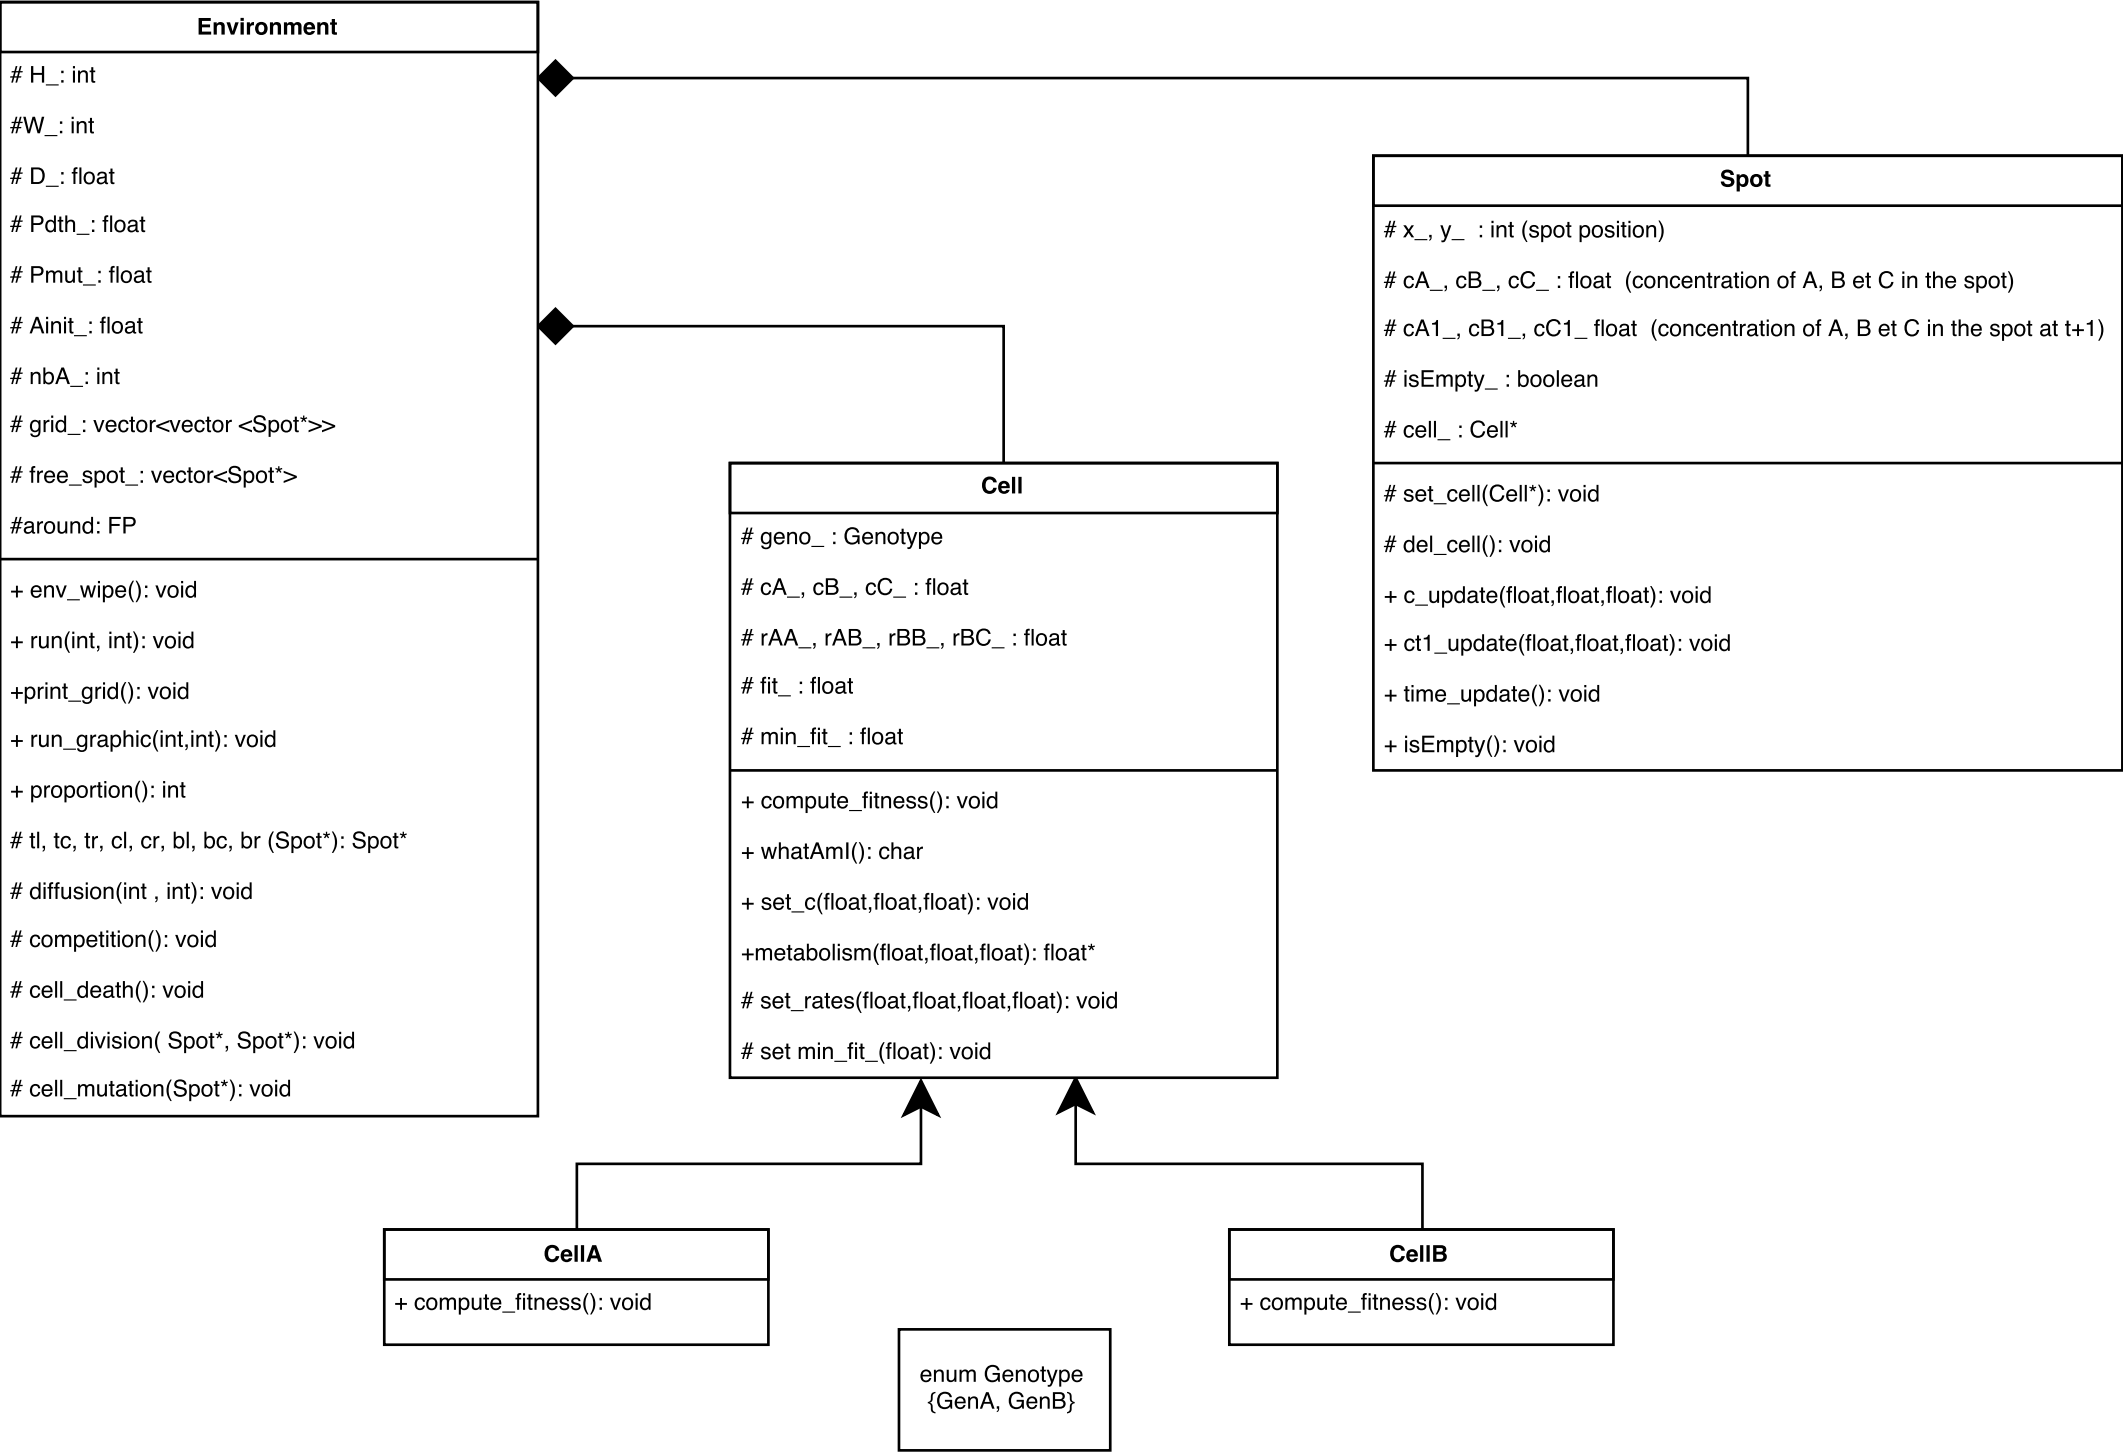 Environment
# H_: int
#W_: int
# D_: float
# Pdth_: float
# Pmut_: float
# Ainit_: float
# nbA_: int
# grid_: vector<vector <Spot*>>
# free_spot_: vector<Spot*>
#around: FP
+ env_wipe(): void
+ run(int, int): void
+print_grid(): void
+ run_graphic(int,int): void
+ proportion(): int
# tl, tc, tr, cl, cr, bl, bc, br (Spot*): Spot*
# diffusion(int , int): void
# competition(): void
# cell_death(): void
# cell_division( Spot*, Spot*): void
# cell_mutation(Spot*): void
Spot
# x_, y_  : int (spot position)
# cA_, cB_, cC_ : float  (concentration of A, B et C in the spot)
# cA1_, cB1_, cC1_ float  (concentration of A, B et C in the spot at t+1)
# isEmpty_ : boolean
# cell_ : Cell*
# set_cell(Cell*): void
# del_cell(): void
+ c_update(float,float,float): void
+ ct1_update(float,float,float): void
+ time_update(): void
+ isEmpty(): void
Cell
# geno_ : Genotype
# cA_, cB_, cC_ : float
# rAA_, rAB_, rBB_, rBC_ : float
# fit_ : float
# min_fit_ : float
+ compute_fitness(): void
+ whatAmI(): char
+ set_c(float,float,float): void
+metabolism(float,float,float): float*
# set_rates(float,float,float,float): void
# set min_fit_(float): void
CellA
+ compute_fitness(): void
CellB
+ compute_fitness(): void
enum Genotype
{GenA, GenB}